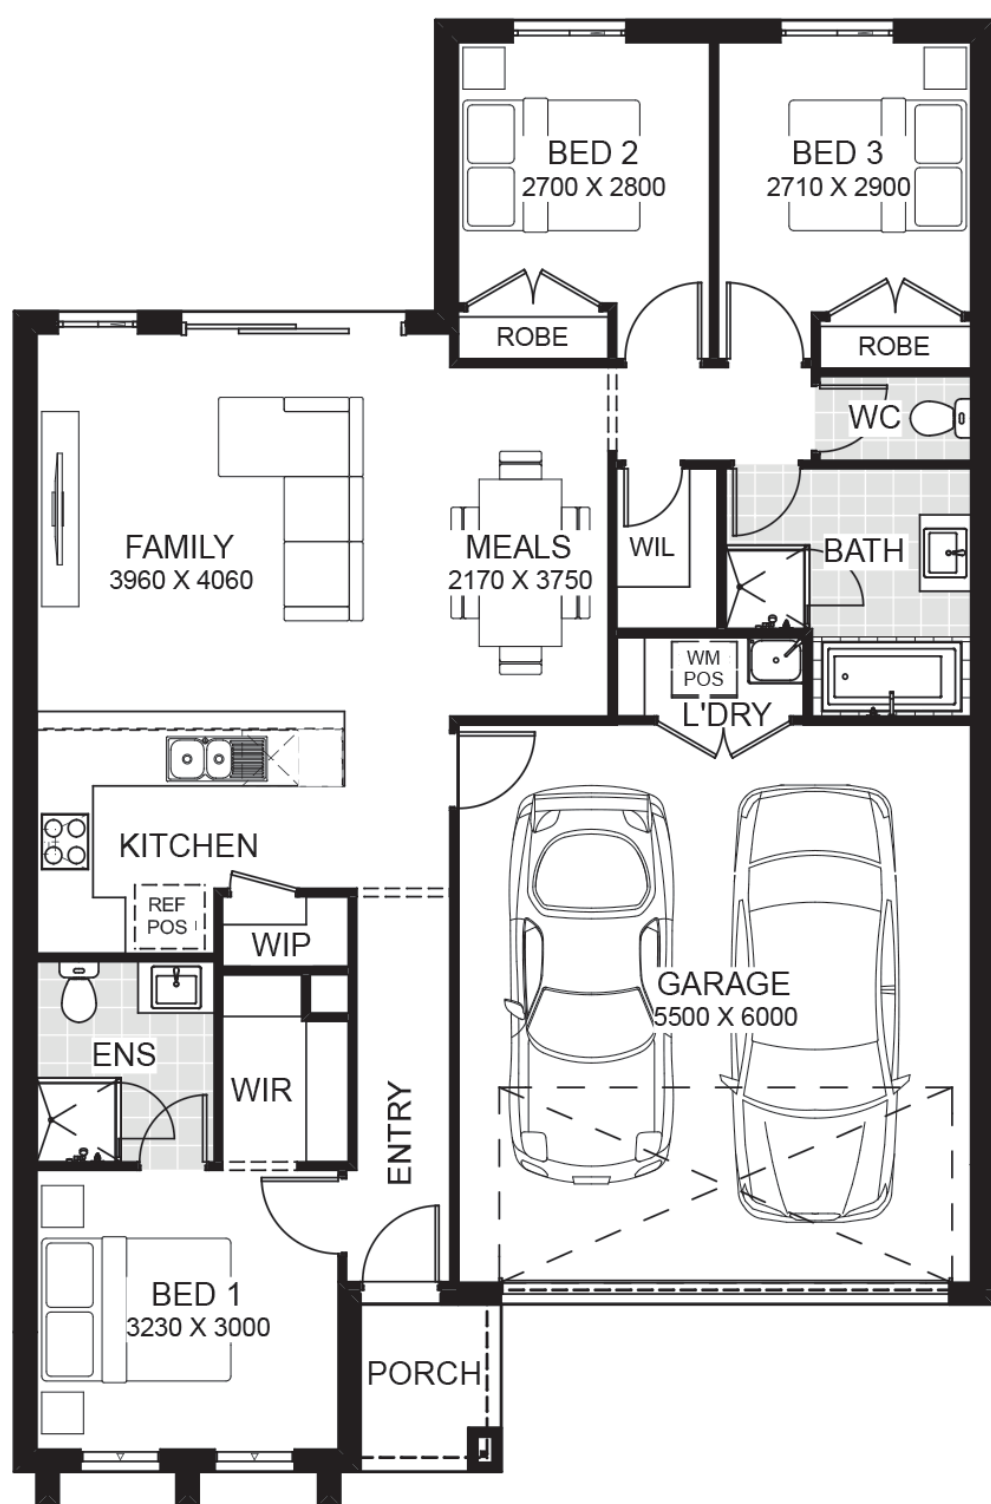 BED 2
2700 X 2800
BED 3
2710 X 2900
ROBE
ROBE
WC
FAMILY
3960 X 4060
MEALS
2170 X 3750
WIL
BATH
WM
POS
L'DRY
KITCHEN
REF
POS
WIP
GARAGE
5500 X 6000
ENS
WIR
ENTRY
BED 1
3230 X 3000
PORCH